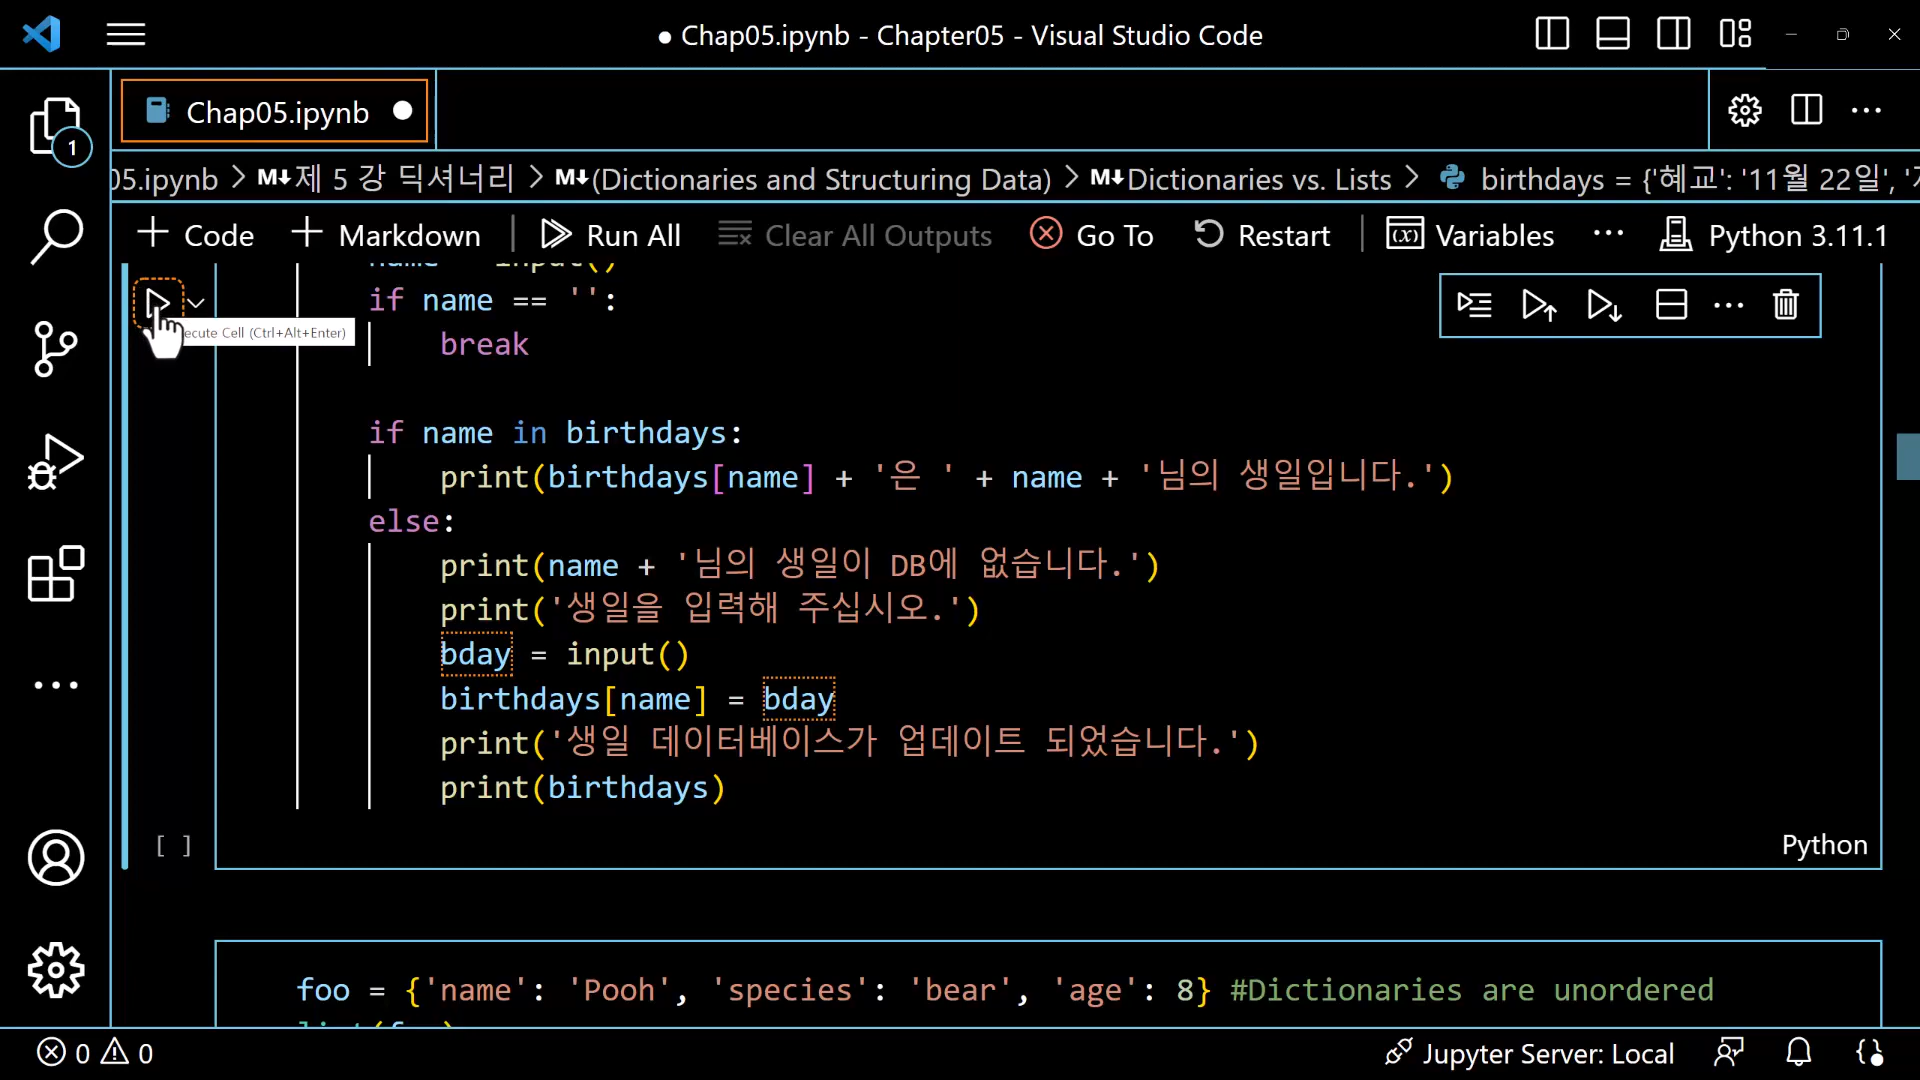 ● Chap05.ipynb - Chapter05 - Visual Studio Code
Chap05.ipynb ●
1
05.ipynb > M↓제 5 강 딕셔너리 > M↓(Dictionaries and Structuring Data) > M↓Dictionaries vs. Lists > birthdays = {'혜교': '11월 22일', '
+ Code + Markdown | Run All Clear All Outputs Go To Restart | Variables ··· Python 3.11.1
name = input()
if name == '':
ecute Cell (Ctrl+Alt+Enter)
break
if name in birthdays:
print(birthdays[name] + '은 ' + name + '님의 생일입니다.')
else:
print(name + '님의 생일이 DB에 없습니다.')
print('생일을 입력해 주십시오.')
bday = input()
birthdays[name] = bday
print('생일 데이터베이스가 업데이트 되었습니다.')
print(birthdays)
[ ]
Python
foo = {'name': 'Pooh', 'species': 'bear', 'age': 8} #Dictionaries are unordered
0 0
Jupyter Server: Local